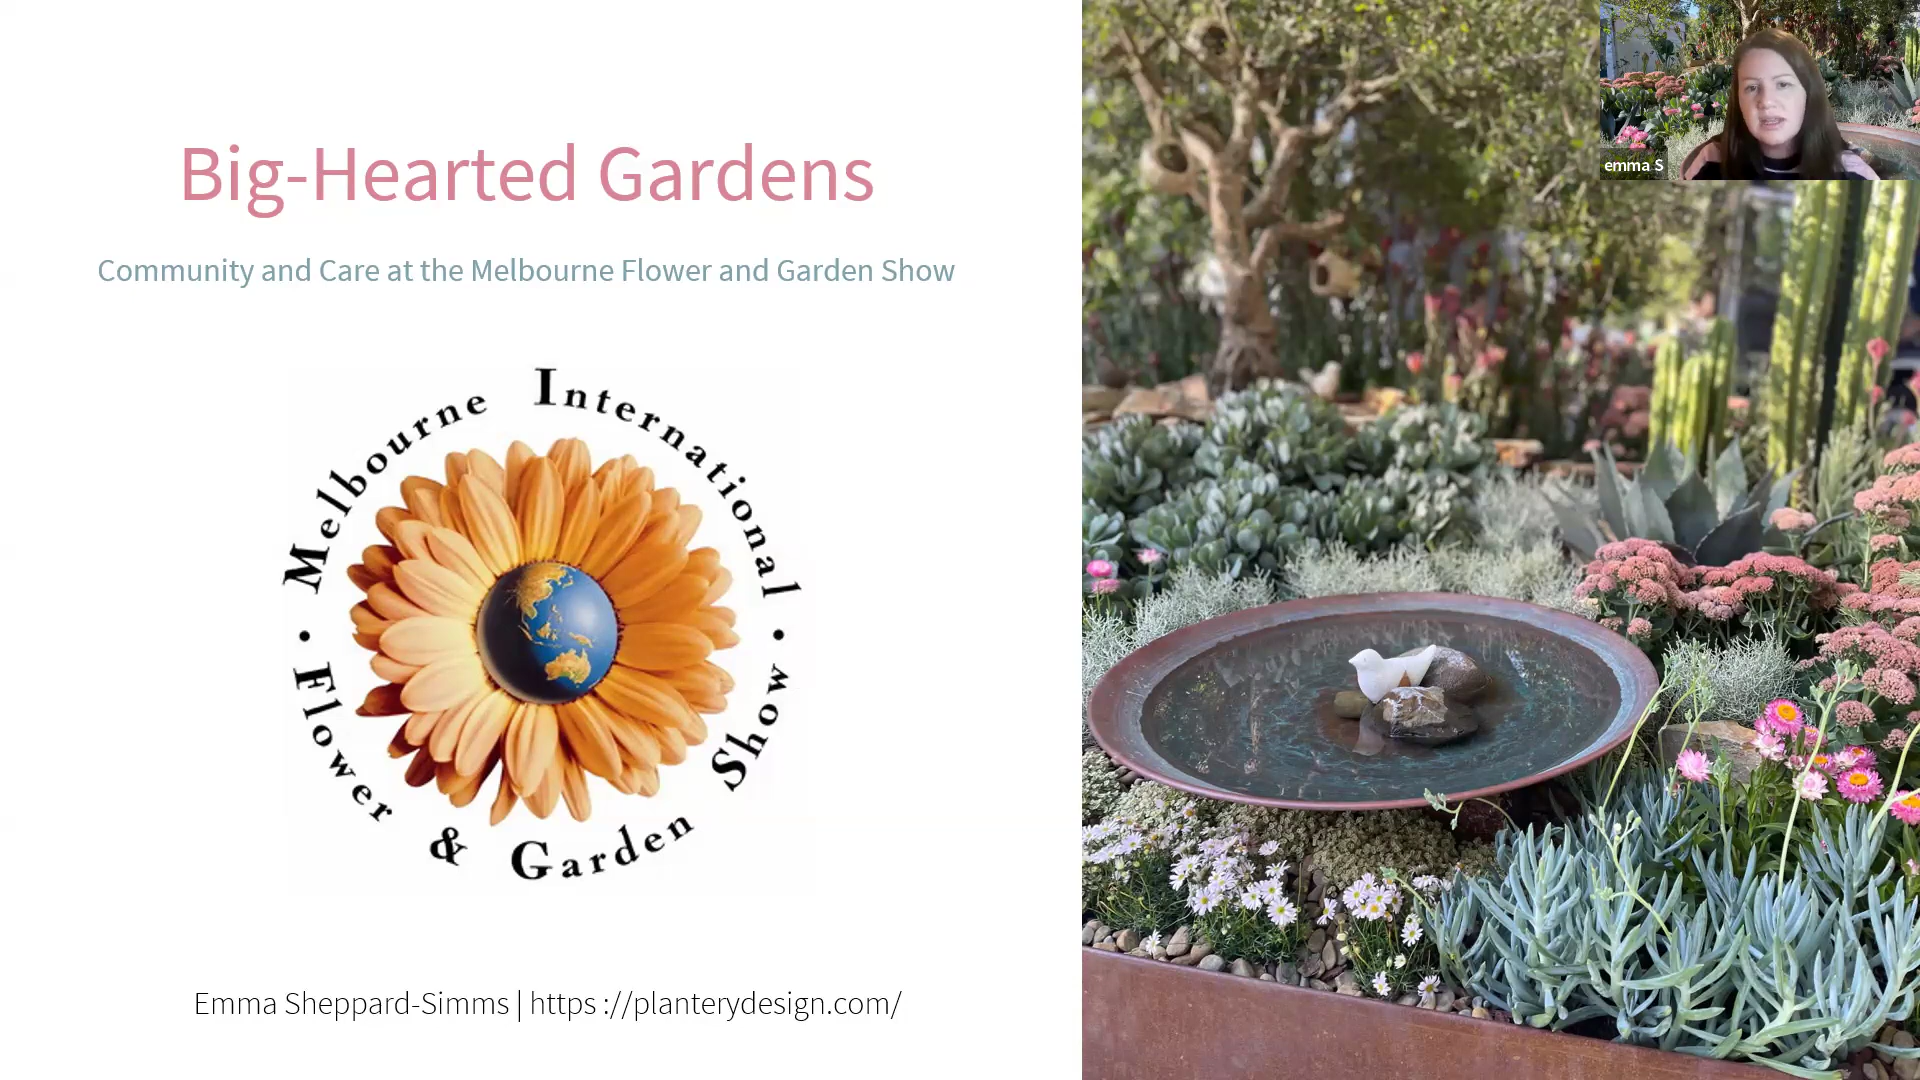 Big-Hearted Gardens
Community and Care at the Melbourne Flower and Garden Show
Melbourne International
Flower & Garden Show
Emma Sheppard-Simms | https ://planterydesign.com/
emma S